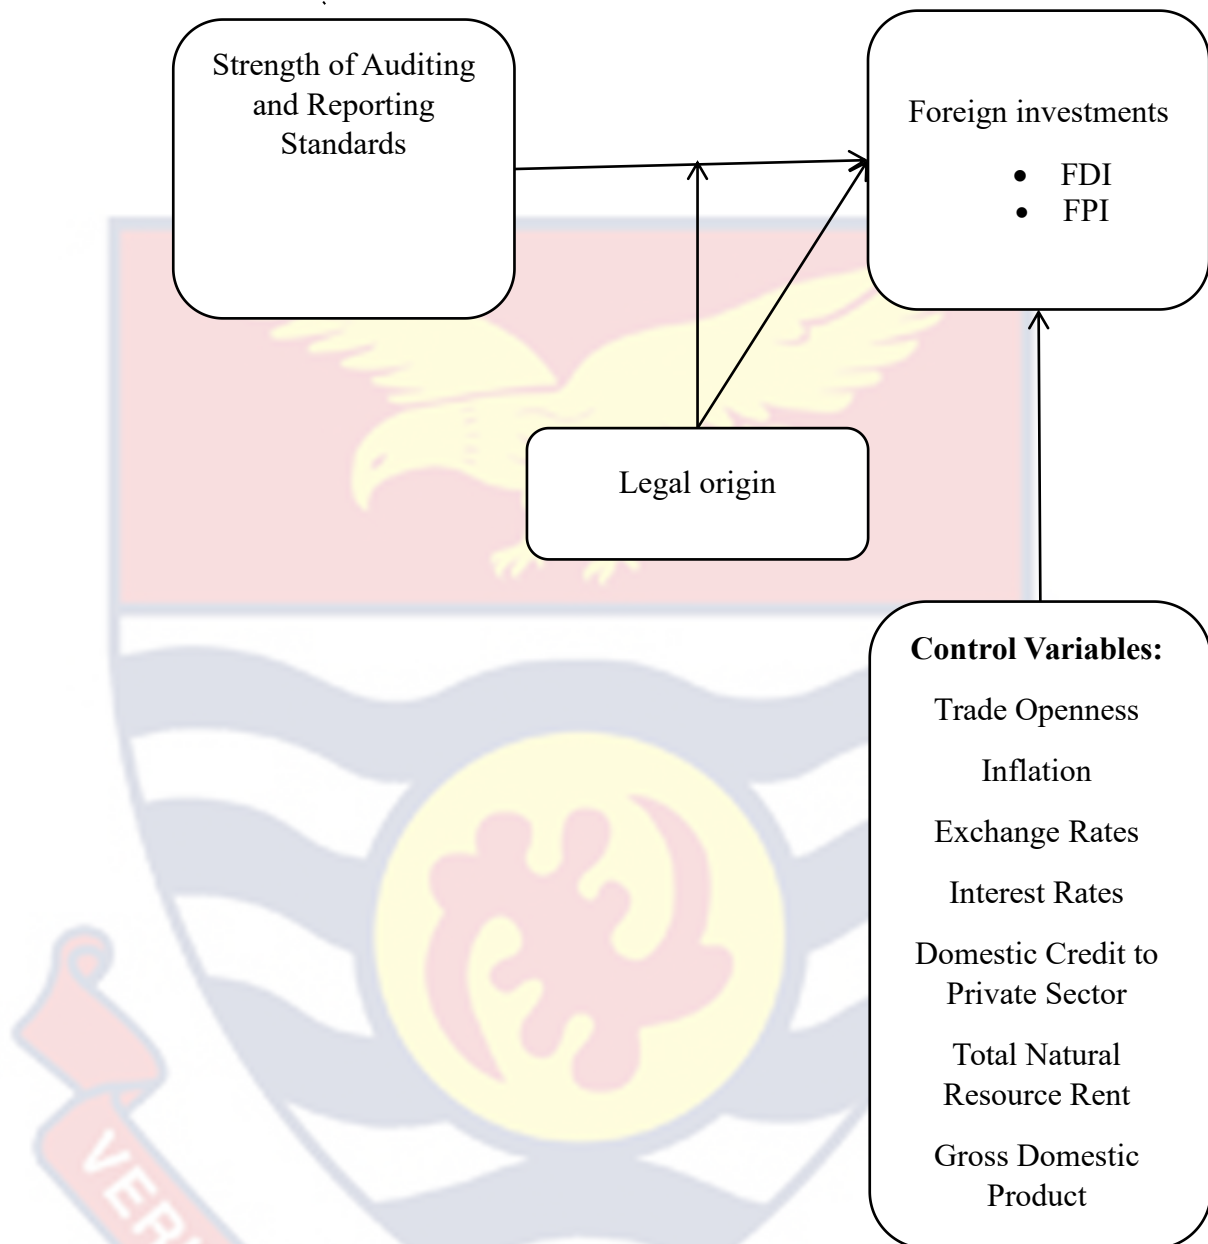 Strength of Auditing
and Reporting
Standards
Foreign investments
• FDI
• FPI
Legal origin
Control Variables:
Trade Openness
Inflation
Exchange Rates
Interest Rates
Domestic Credit to
Private Sector
Total Natural
Resource Rent
Gross Domestic
Product
VERI